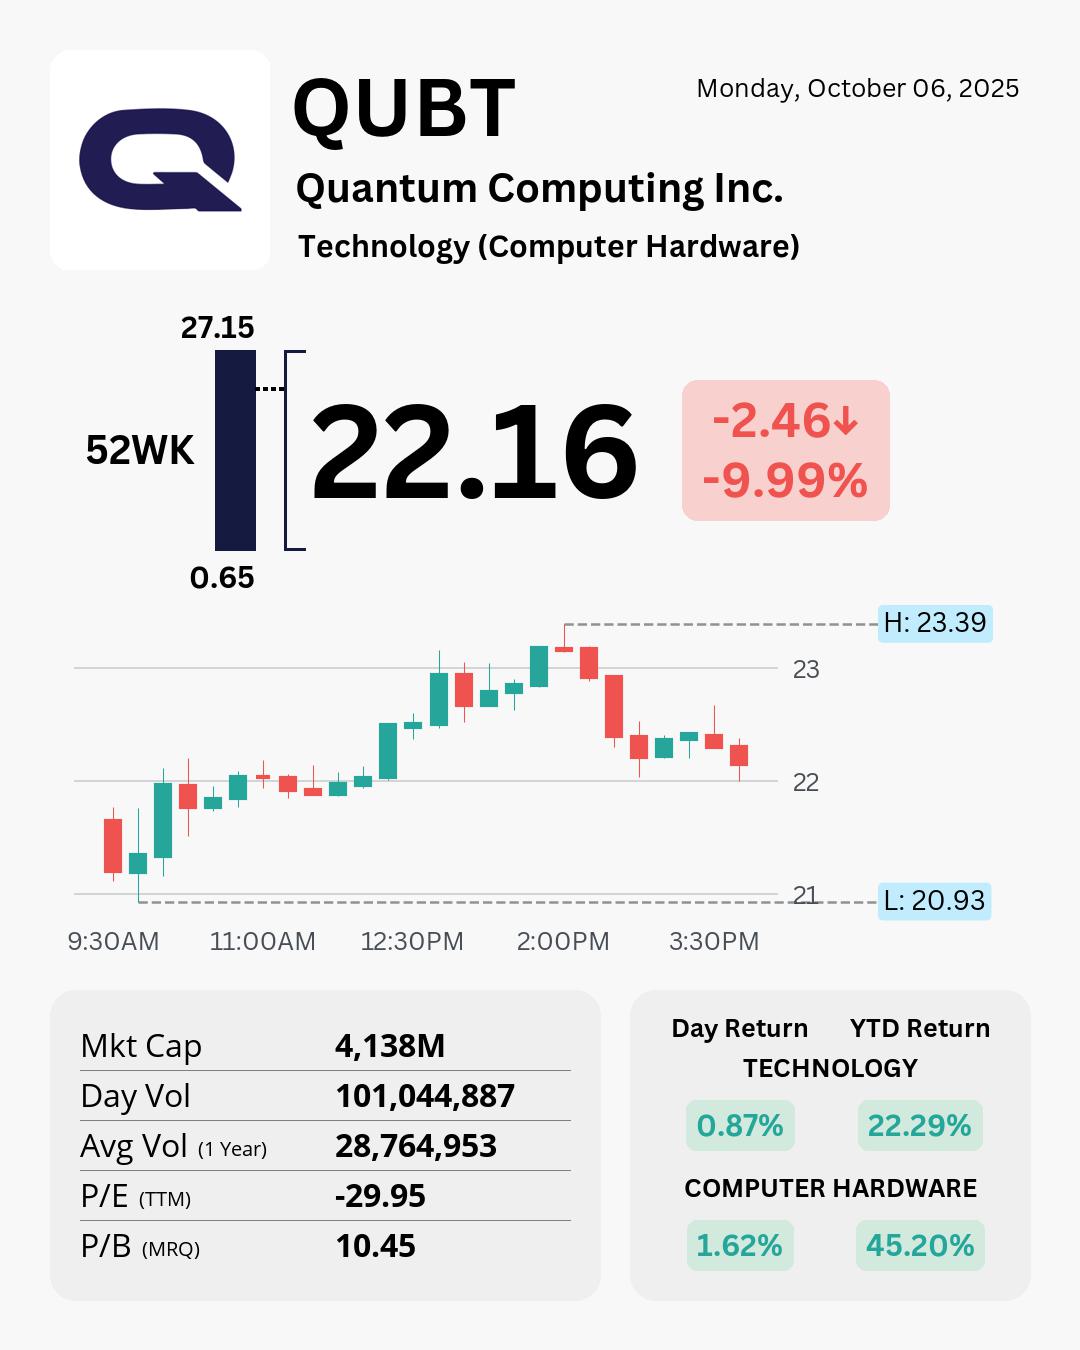 QUBT
Monday, October 06, 2025
Quantum Computing Inc.
Technology (Computer Hardware)
27.15
52WK
22.16
-2.46↓
-9.99%
0.65
H: 23.39
23
22
21
L: 20.93
9:30AM 11:00AM 12:30PM 2:00PM 3:30PM
Mkt Cap 4,138M
Day Vol 101,044,887
Avg Vol (1 Year) 28,764,953
P/E (TTM) -29.95
P/B (MRQ) 10.45
Day Return YTD Return
TECHNOLOGY
0.87% 22.29%
COMPUTER HARDWARE
1.62% 45.20%